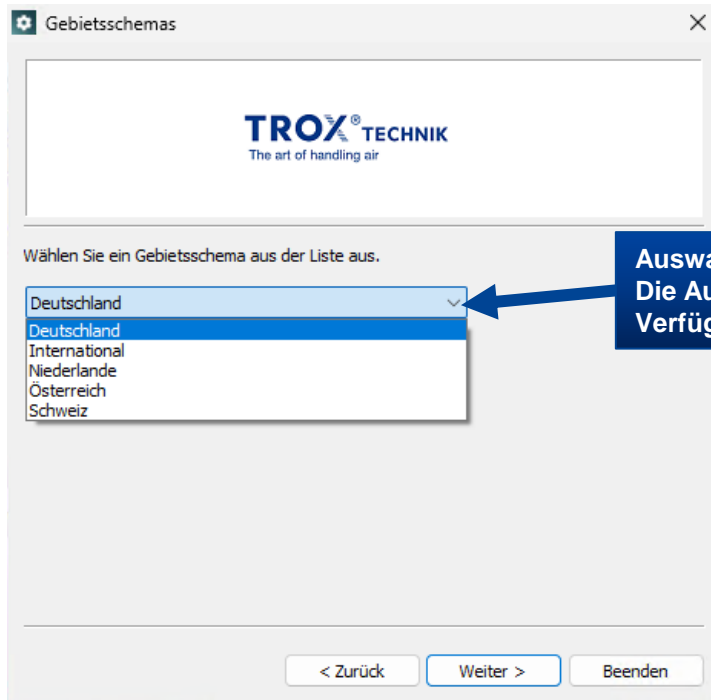 Gebietsschemas
TROX® TECHNIK
The art of handling air
Wählen Sie ein Gebietsschema aus der Liste aus.
Deutschland
Deutschland
International
Niederlande
Österreich
Schweiz
Die
< Zurück
Weiter >
Beenden